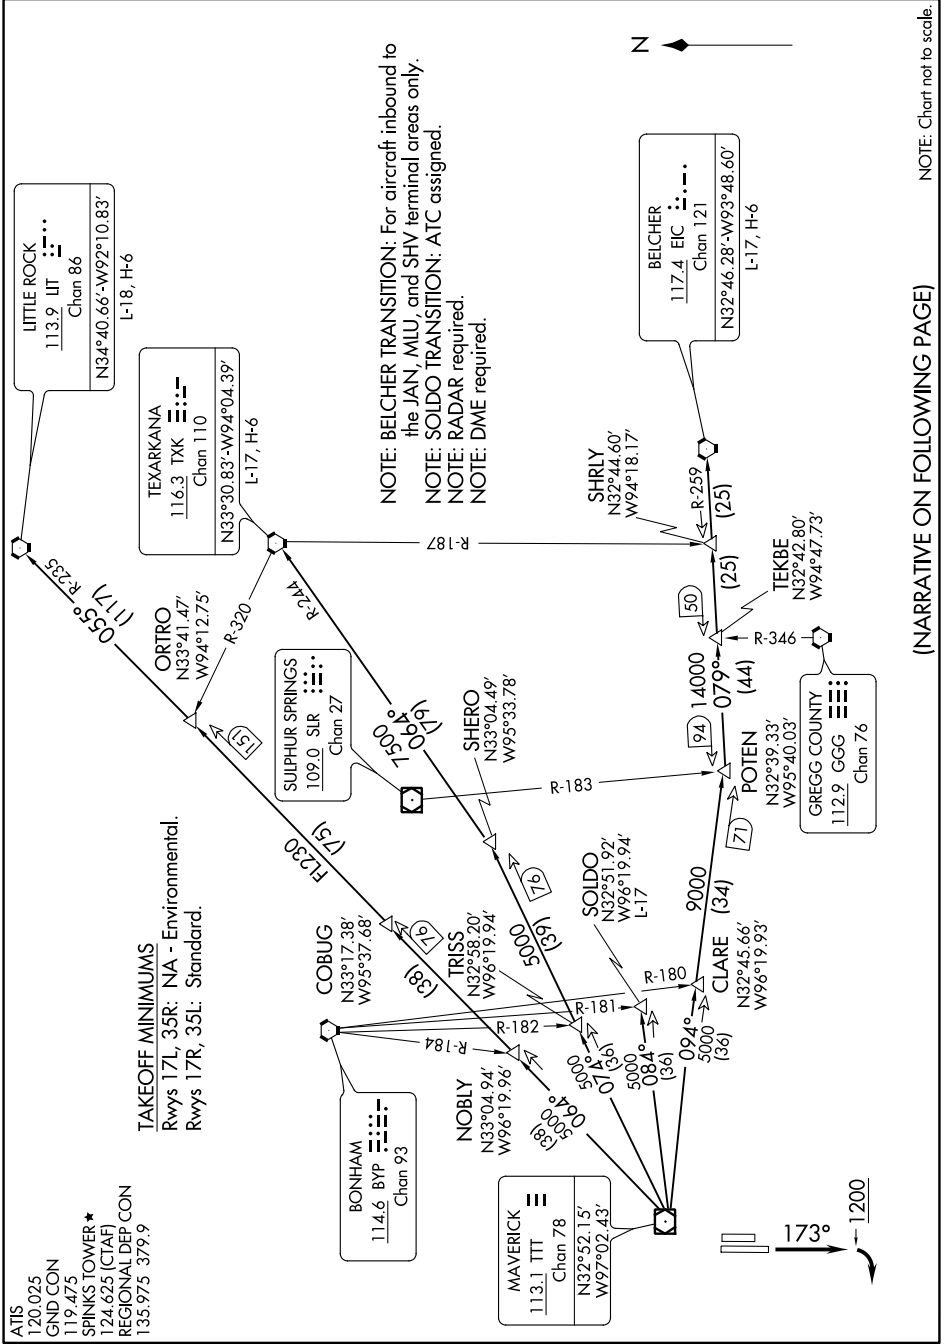 ATIS
120.025
GND CON
119.475
SPINKS TOWER★
124.625 (CTAF)
REGIONAL DEP CON
135.975 379.9
TAKEOFF MINIMUMS
Rwys 17L, 35R: NA - Environmental.
Rwys 17R, 35L: Standard.
LITTLE ROCK
113.9 LIT
Chan 86
N34°40.66'-W92°10.83'
L-18, H-6
TEXARKANA
116.3 TXK
Chan 110
N33°30.83'-W94°04.39'
L-17, H-6
R-235
055°
(117)
ORTRO
N33°41.47'
W94°12.75'
R-320
(151)
R-244
R-187
NOTE: BELCHER TRANSITION: For aircraft inbound to
the JAN, MLU, and SHV terminal areas only.
NOTE: SOLDO TRANSITION: ATC assigned.
NOTE: RADAR required.
NOTE: DME required.
N
SULPHUR SPRINGS
109.0 SLR
Chan 27
7500
064°
(79)
SHERO
N33°04.49'
W95°33.78'
R-183
FL230
(75)
COBUG
N33°17.38'
W95°37.68'
76
(38)
BONHAM
114.6 BYP
Chan 93
R-184
R-182
R-181
R-180
NOBLY
N33°04.94'
W96°19.96'
TRISS
N32°58.20'
W96°19.94'
76
5000
(39)
SOLDO
N32°51.92'
W96°19.94'
L-17
CLARE
N32°45.66'
W96°19.93'
064°
5000
(38)
5000
074°
(36)
5000
084°
(36)
094°
5000
(36)
MAVERICK
113.1 TTT
Chan 78
N32°52.15'
W97°02.43'
9000
(34)
71
POTEN
N32°39.33'
W95°40.03'
94
14000
079°
(44)
TEKBE
N32°42.80'
W94°47.73'
50
R-346
GREGG COUNTY
112.9 GGG
Chan 76
(25)
SHRLY
N32°44.60'
W94°18.17'
R-259
(25)
BELCHER
117.4 EIC
Chan 121
N32°46.28'-W93°48.60'
L-17, H-6
173°
1200
(NARRATIVE ON FOLLOWING PAGE)
NOTE: Chart not to scale.